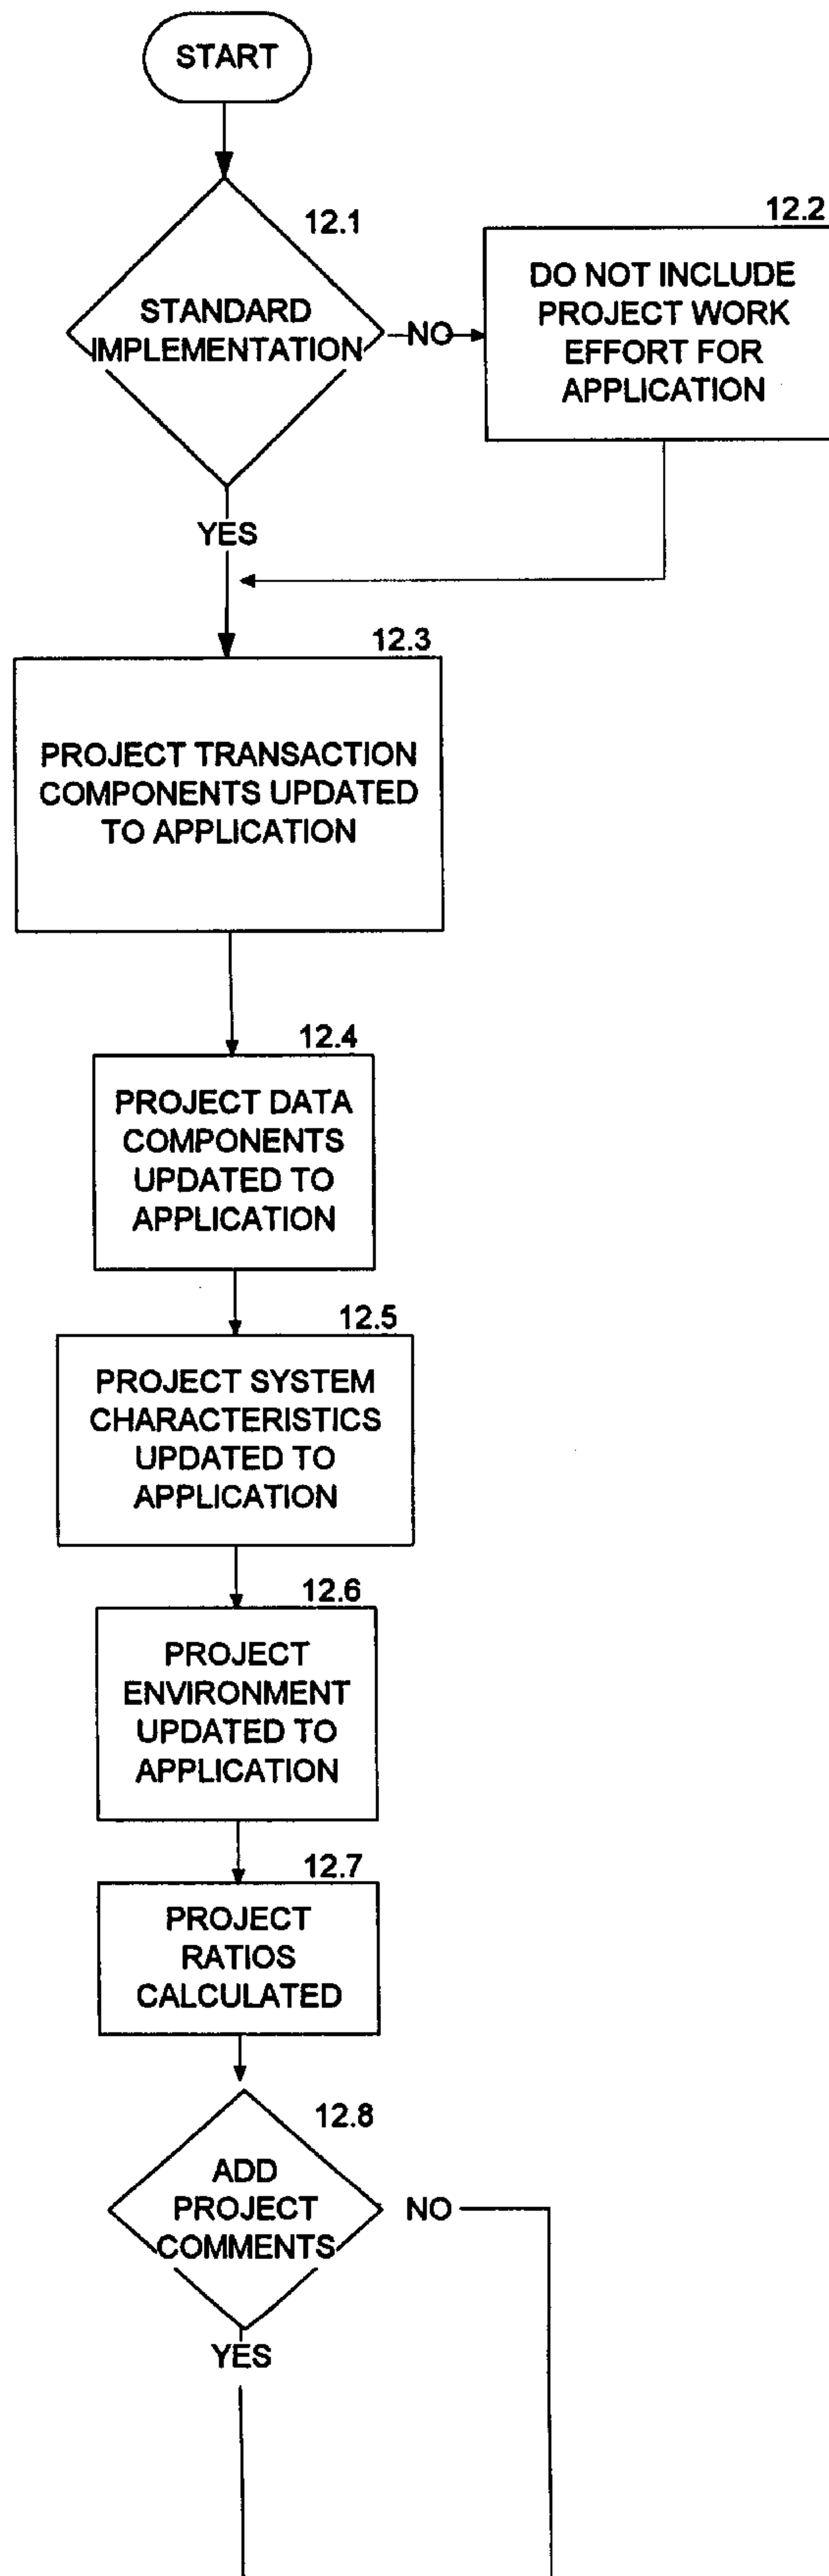 START
12.1
STANDARD
IMPLEMENTATION
NO
12.2
DO NOT INCLUDE
PROJECT WORK
EFFORT FOR
APPLICATION
YES
12.3
PROJECT TRANSACTION
COMPONENTS UPDATED
TO APPLICATION
12.4
PROJECT DATA
COMPONENTS
UPDATED TO
APPLICATION
12.5
PROJECT SYSTEM
CHARACTERISTICS
UPDATED TO
APPLICATION
12.6
PROJECT
ENVIRONMENT
UPDATED TO
APPLICATION
12.7
PROJECT
RATIOS
CALCULATED
12.8
ADD
PROJECT
COMMENTS
NO
YES